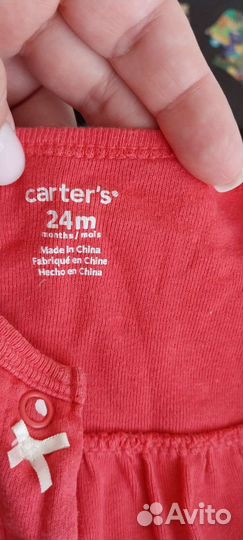 carter's®
24m
months / mois
Made in China
Fabriqué en Chine
Hecho en China
Avito